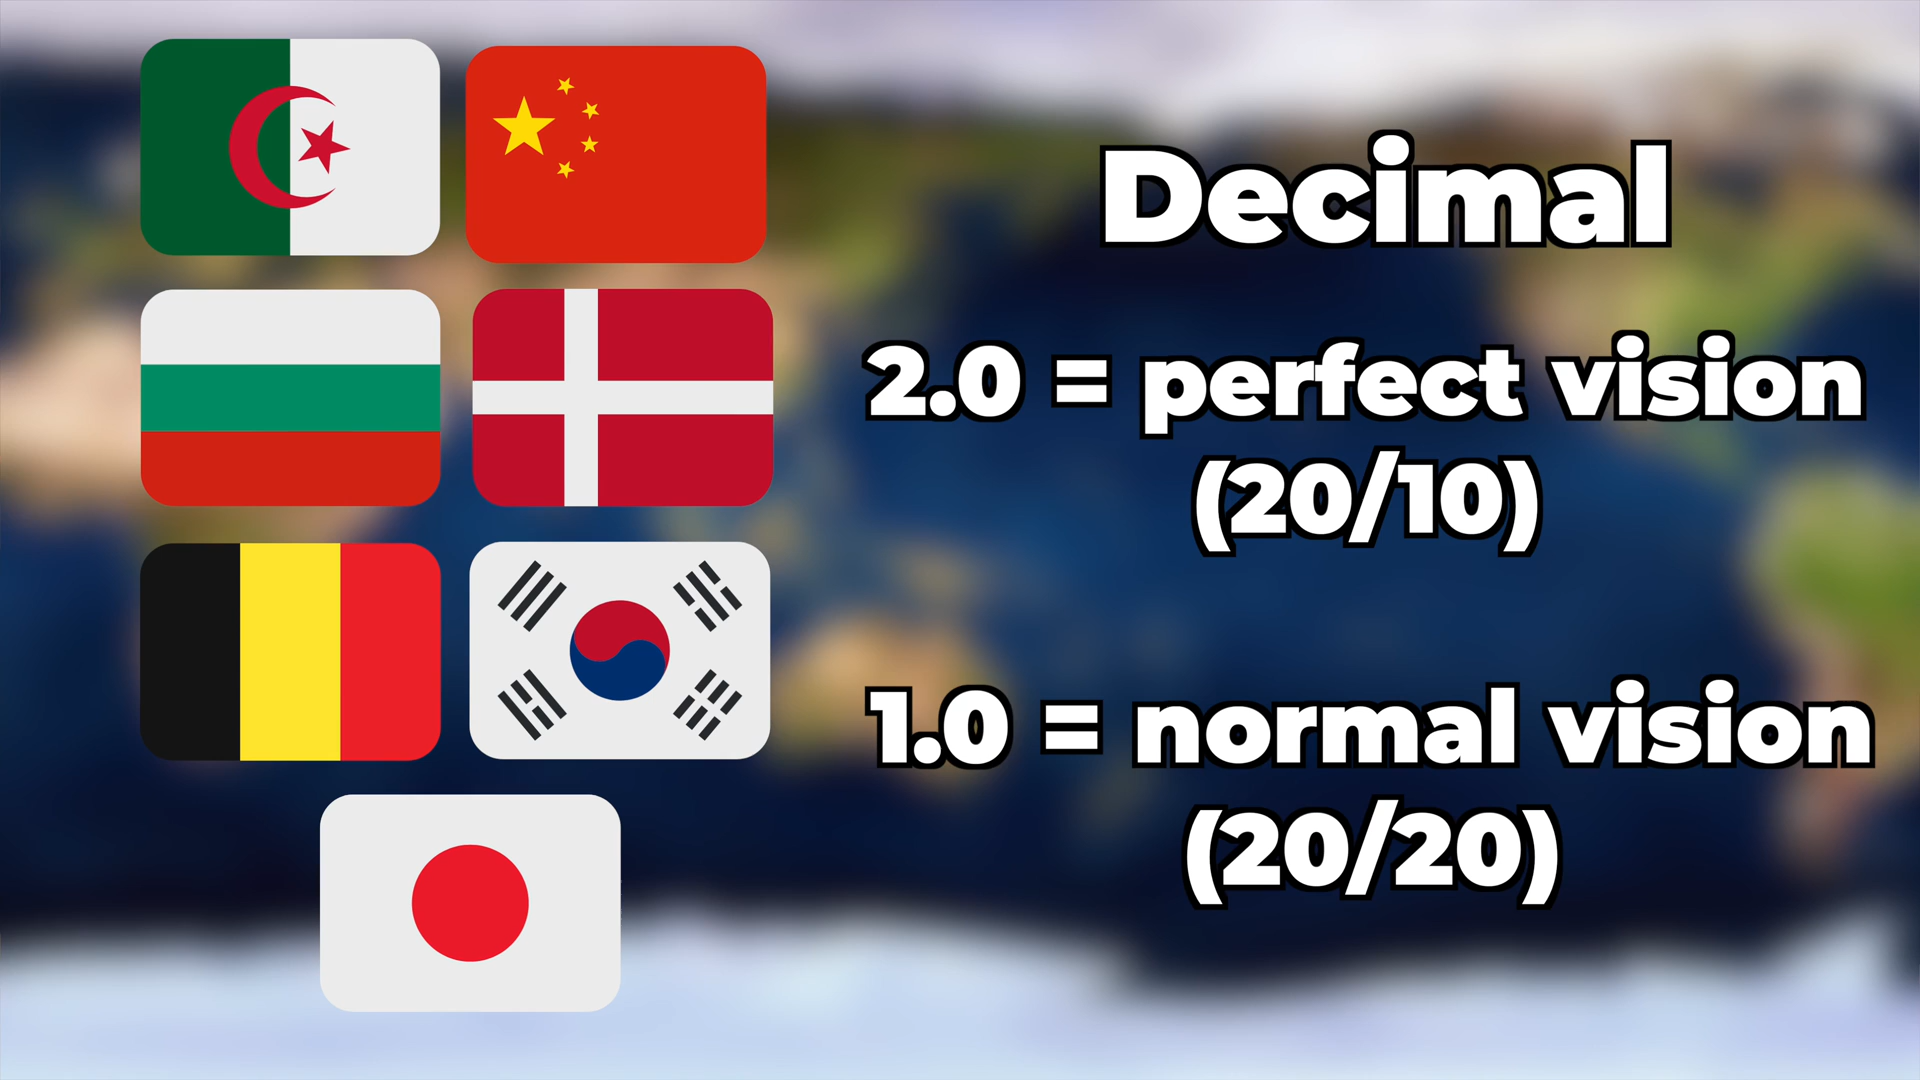 Decimal
2.0 = perfect vision
(20/10)
1.0 = normal vision
(20/20)